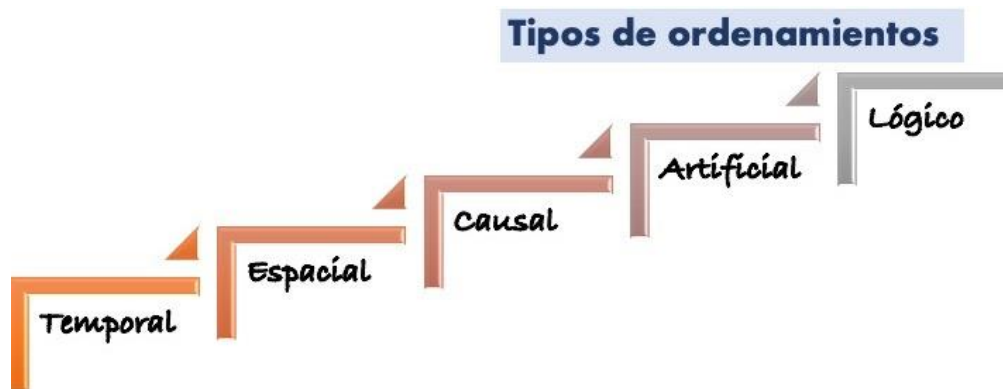 Tipos de ordenamientos
Temporal
Espacial
Causal
Artificial
Lógico